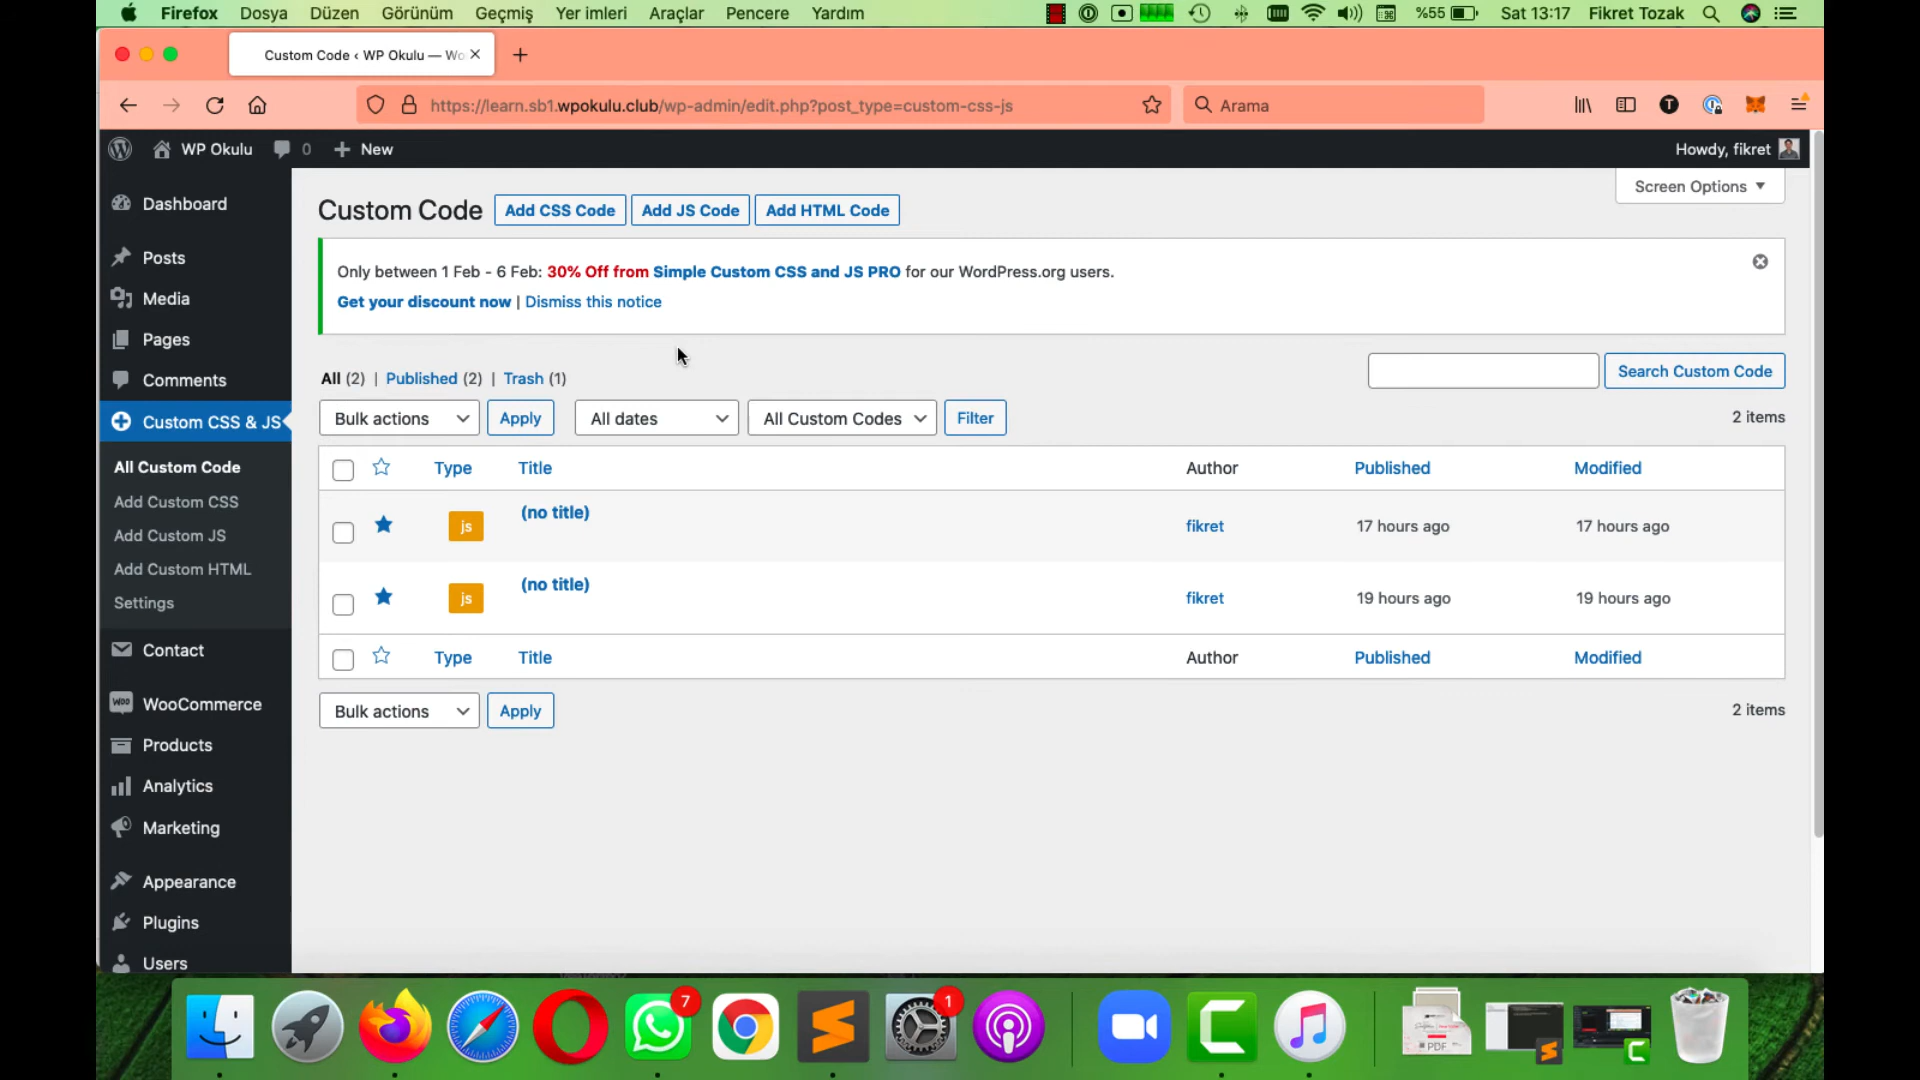 Firefox Dosya Düzen Görünüm Geçmiş Yer imleri Araçlar Pencere Yardım %55 Sat 13:17 Fikret Tozak
Custom Code ‹ WP Okulu — Wo
https://learn.sb1.wpokulu.club/wp-admin/edit.php?post_type=custom-css-js
Arama
WP Okulu 0 New Howdy, fikret
Screen Options
Dashboard
Posts
Media
Pages
Comments
Custom CSS & JS
All Custom Code
Add Custom CSS
Add Custom JS
Add Custom HTML
Settings
Contact
WooCommerce
Products
Analytics
Marketing
Appearance
Plugins
Users
Custom Code Add CSS Code Add JS Code Add HTML Code
Only between 1 Feb - 6 Feb: 30% Off from Simple Custom CSS and JS PRO for our WordPress.org users.
Get your discount now | Dismiss this notice
All (2) | Published (2) | Trash (1)
Search Custom Code
Bulk actions Apply All dates All Custom Codes Filter 2 items
Type Title Author Published Modified
js (no title) fikret 17 hours ago 17 hours ago
js (no title) fikret 19 hours ago 19 hours ago
Type Title Author Published Modified
Bulk actions Apply 2 items
7
1
PDF